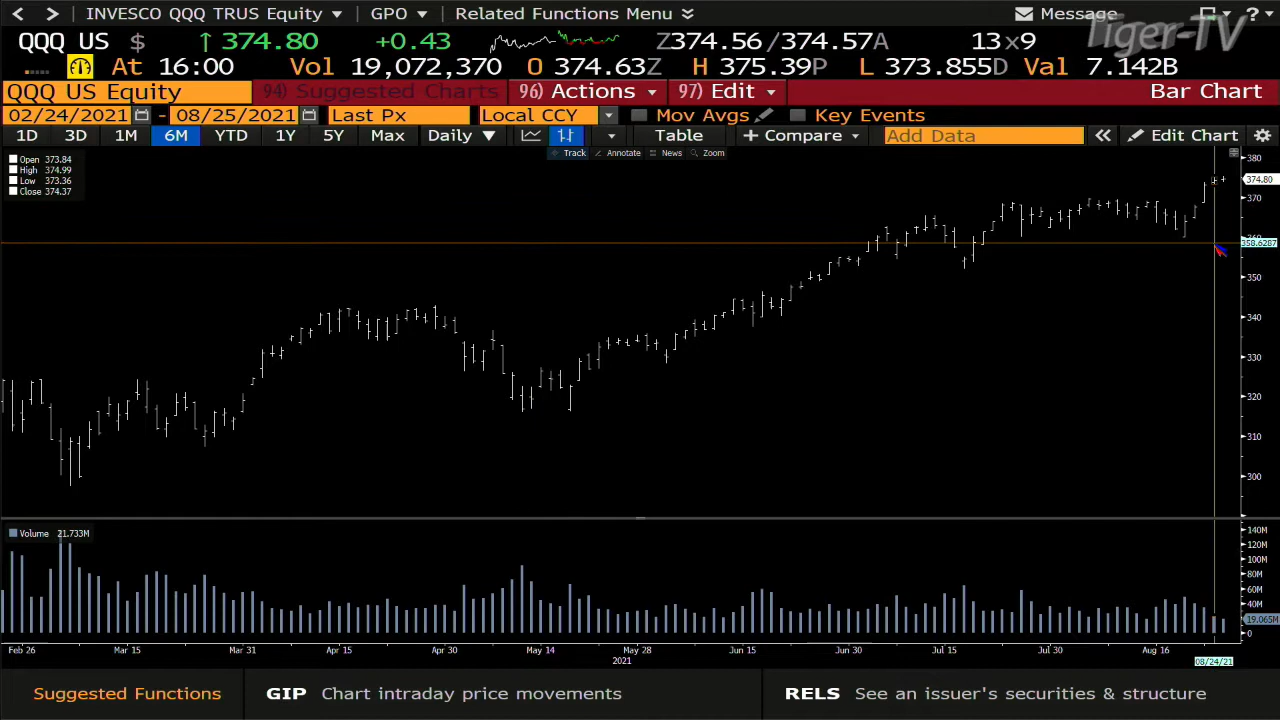 INVESCO QQQ TRUS Equity GPO Related Functions Menu Message ?
Tiger-TV
QQQ US $ ↑ 374.80 +0.43 Z374.56 /374.57A 13x9
At 16:00 Vol 19,072,370 O 374.63Z H 375.39P L 373.855D Val 7.142B
QQQ US Equity 94) Suggested Charts 96) Actions 97) Edit Bar Chart
02/24/2021 - 08/25/2021 Last Px Local CCY Mov Avgs Key Events
1D 3D 1M 6M YTD 1Y 5Y Max Daily ▼ Table + Compare Add Data « Edit Chart
Track Annotate News Zoom
Open 373.84
High 374.99
Low 373.36
Close 374.37
380
374.80
370
360
358.6287
350
340
330
320
310
300
Volume 21.733M
140M
120M
100M
80M
60M
40M
19.065M
0
Feb 26 Mar 15 Mar 31 Apr 15 Apr 30 May 14 May 28 Jun 15 Jun 30 Jul 15 Jul 30 Aug 16
2021 08/24/21
Suggested Functions GIP Chart intraday price movements RELS See an issuer's securities & structure